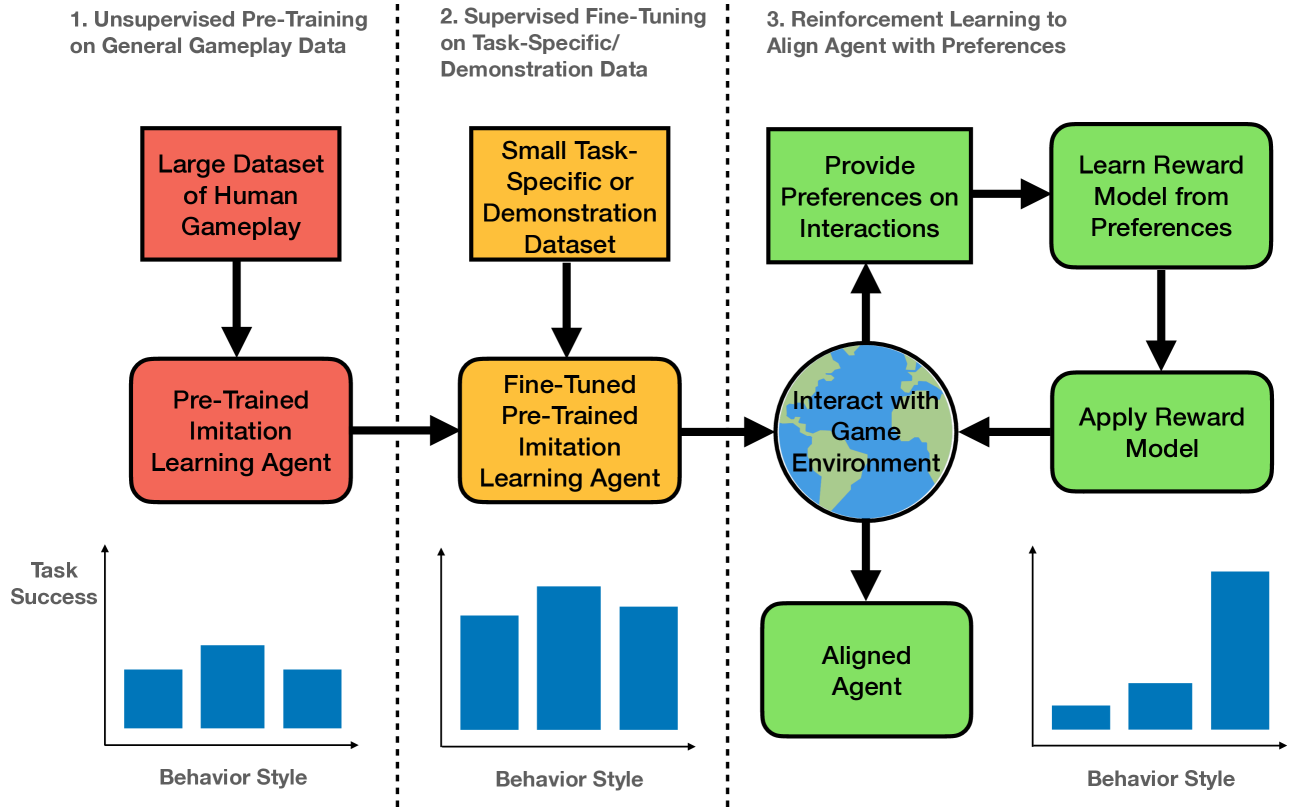 1. Unsupervised Pre-Training
on General Gameplay Data
2. Supervised Fine-Tuning
on Task-Specific/
Demonstration Data
3. Reinforcement Learning to
Align Agent with Preferences
Large Dataset
of Human
Gameplay
Small Task-
Specific or
Demonstration
Dataset
Provide
Preferences on
Interactions
Learn Reward
Model from
Preferences
Pre-Trained
Imitation
Learning Agent
Fine-Tuned
Pre-Trained
Imitation
Learning Agent
Interact with
Game
Environment
Apply Reward
Model
Aligned
Agent
Task
Success
Behavior Style
Behavior Style
Behavior Style